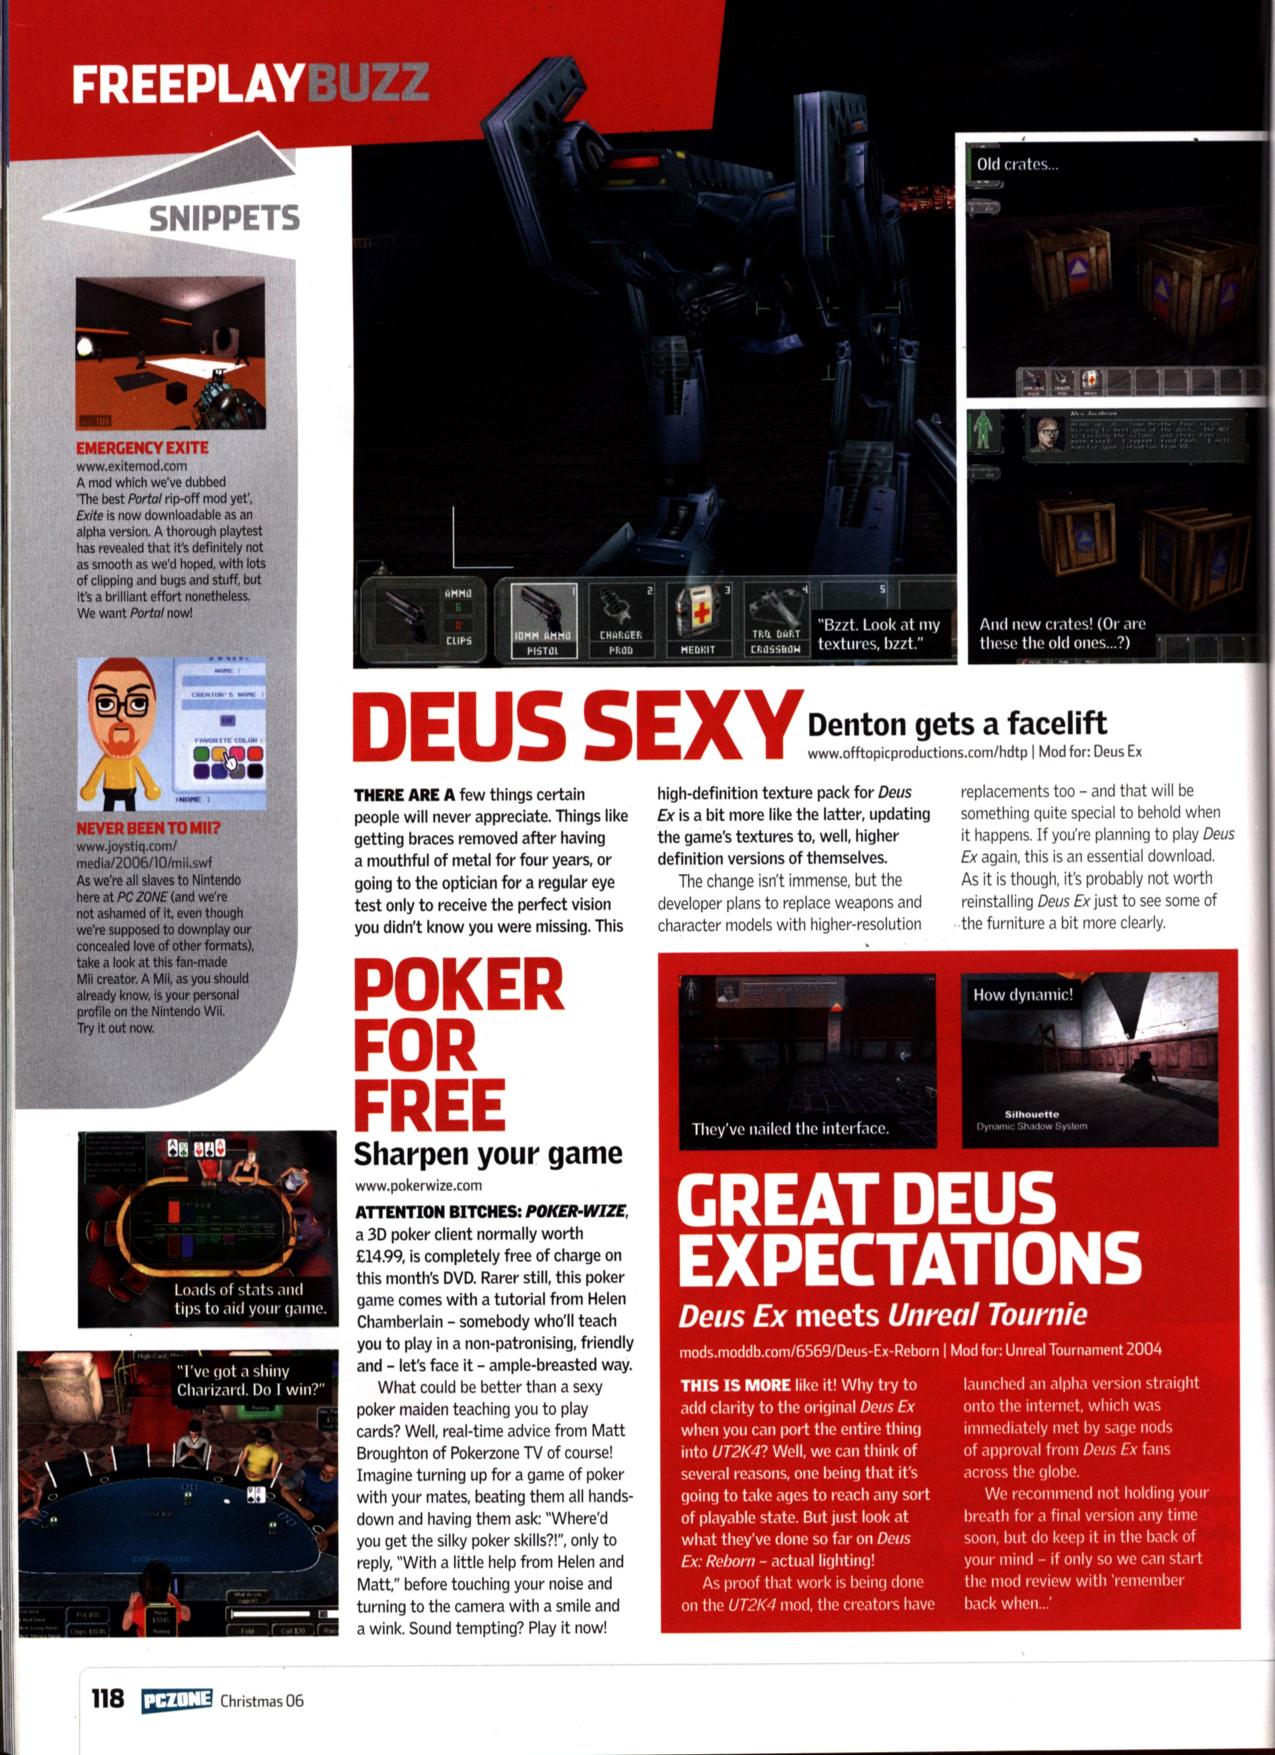 FREEPLAYBUZZ
SNIPPETS
EMERGENCY EXITE
www.exitemod.com
A mod which we've dubbed
'The best Portal rip-off mod yet',
Exite is now downloadable as an
alpha version. A thorough playtest
has revealed that it's definitely not
as smooth as we'd hoped, with lots
of clipping and bugs and stuff, but
it's a brilliant effort nonetheless.
We want Portal now!
NAME :
CREATOR'S NAME :
FAVORITE COLOR :
NAME :
NEVER BEEN TO MII?
www.joystiq.com/
media/2006/10/mii.swf
As we're all slaves to Nintendo
here at PC ZONE (and we're
not ashamed of it, even though
we're supposed to downplay our
concealed love of other formats),
take a look at this fan-made
Mii creator. A Mii, as you should
already know, is your personal
profile on the Nintendo Wii.
Try it out now.
Old crates...
And new crates! (Or are
these the old ones...?)
AMMO
6
0
CLIPS
1
10MM AMMO
PISTOL
2
CHARGER
PROD
3
MEDKIT
4
TRQ DART
CROSSBOW
5
"Bzzt. Look at my
textures, bzzt."
DEUS SEXY Denton gets a facelift
www.offtopicproductions.com/hdtp | Mod for: Deus Ex
THERE ARE A few things certain
people will never appreciate. Things like
getting braces removed after having
a mouthful of metal for four years, or
going to the optician for a regular eye
test only to receive the perfect vision
you didn't know you were missing. This
high-definition texture pack for Deus
Ex is a bit more like the latter, updating
the game's textures to, well, higher
definition versions of themselves.
The change isn't immense, but the
developer plans to replace weapons and
character models with higher-resolution
replacements too – and that will be
something quite special to behold when
it happens. If you're planning to play Deus
Ex again, this is an essential download.
As it is though, it's probably not worth
reinstalling Deus Ex just to see some of
the furniture a bit more clearly.
Loads of stats and
tips to aid your game.
"I've got a shiny
Charizard. Do I win?"
POKER
FOR
FREE
Sharpen your game
www.pokerwize.com
ATTENTION BITCHES: POKER-WIZE,
a 3D poker client normally worth
£14.99, is completely free of charge on
this month's DVD. Rarer still, this poker
game comes with a tutorial from Helen
Chamberlain – somebody who'll teach
you to play in a non-patronising, friendly
and – let's face it – ample-breasted way.
What could be better than a sexy
poker maiden teaching you to play
cards? Well, real-time advice from Matt
Broughton of Pokerzone TV of course!
Imagine turning up for a game of poker
with your mates, beating them all hands-
down and having them ask: "Where'd
you get the silky poker skills?!", only to
reply, "With a little help from Helen and
Matt," before touching your noise and
turning to the camera with a smile and
a wink. Sound tempting? Play it now!
They've nailed the interface.
How dynamic!
Silhouette
Dynamic Shadow System
GREAT DEUS
EXPECTATIONS
Deus Ex meets Unreal Tournie
mods.moddb.com/6569/Deus-Ex-Reborn | Mod for: Unreal Tournament 2004
THIS IS MORE like it! Why try to
add clarity to the original Deus Ex
when you can port the entire thing
into UT2K4? Well, we can think of
several reasons, one being that it's
going to take ages to reach any sort
of playable state. But just look at
what they've done so far on Deus
Ex: Reborn – actual lighting!
As proof that work is being done
on the UT2K4 mod, the creators have
launched an alpha version straight
onto the internet, which was
immediately met by sage nods
of approval from Deus Ex fans
across the globe.
We recommend not holding your
breath for a final version any time
soon, but do keep it in the back of
your mind – if only so we can start
the mod review with 'remember
back when...'
118 PCZONE Christmas 06